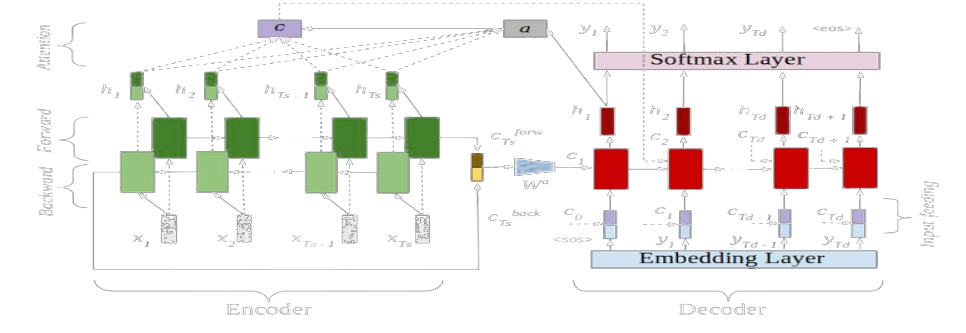 Attention
c
a
y1
y2
yTd
<eos>
Softmax Layer
h1
h2
hTs - 1
hTs
h1
h2
hTd
hTd + 1
Forward
Backward
cTs forw
cTs back
Wa
c1
c2
cTd
cTd + 1
c0
c1
cTd - 1
cTd
Input feeding
x1
x2
xTs - 1
xTs
<sos>
y1
yTd - 1
yTd
Embedding Layer
Encoder
Decoder